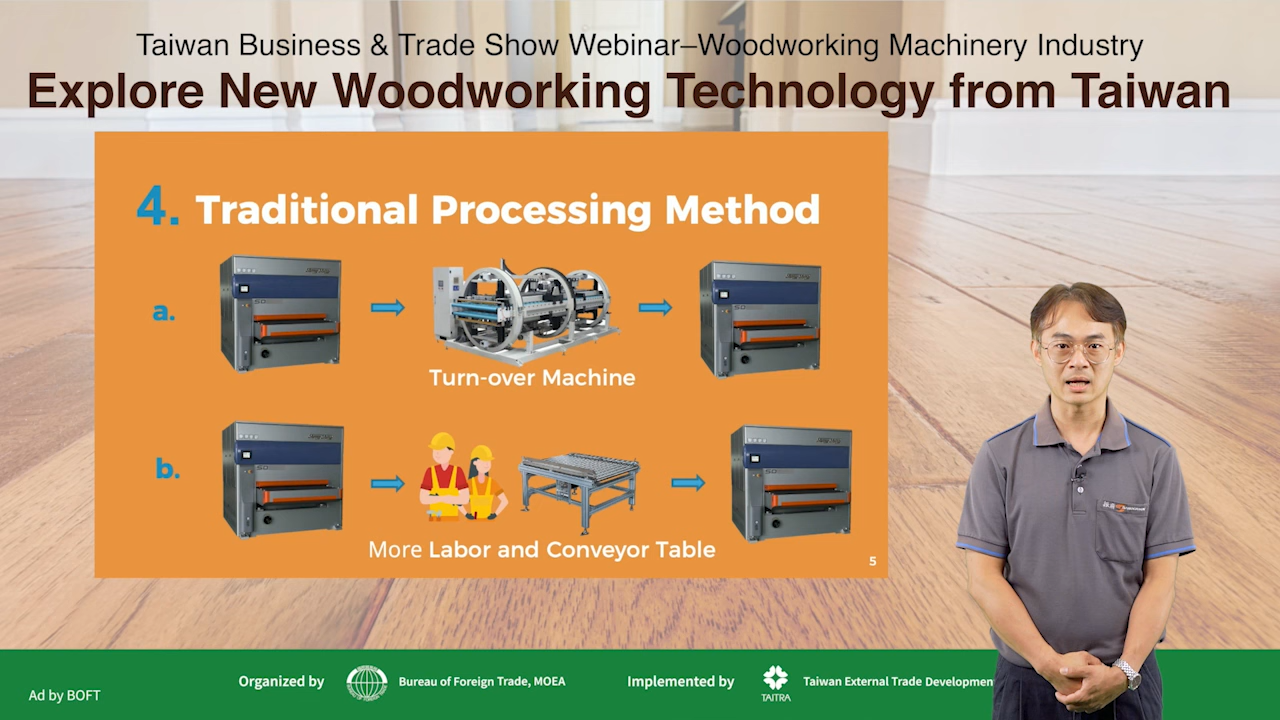 Taiwan Business & Trade Show Webinar–Woodworking Machinery Industry
Explore New Woodworking Technology from Taiwan
4. Traditional Processing Method
a.
Turn-over Machine
b.
More Labor and Conveyor Table
5
Ad by BOFT
Organized by
Bureau of Foreign Trade, MOEA
Implemented by
TAITRA
Taiwan External Trade Development